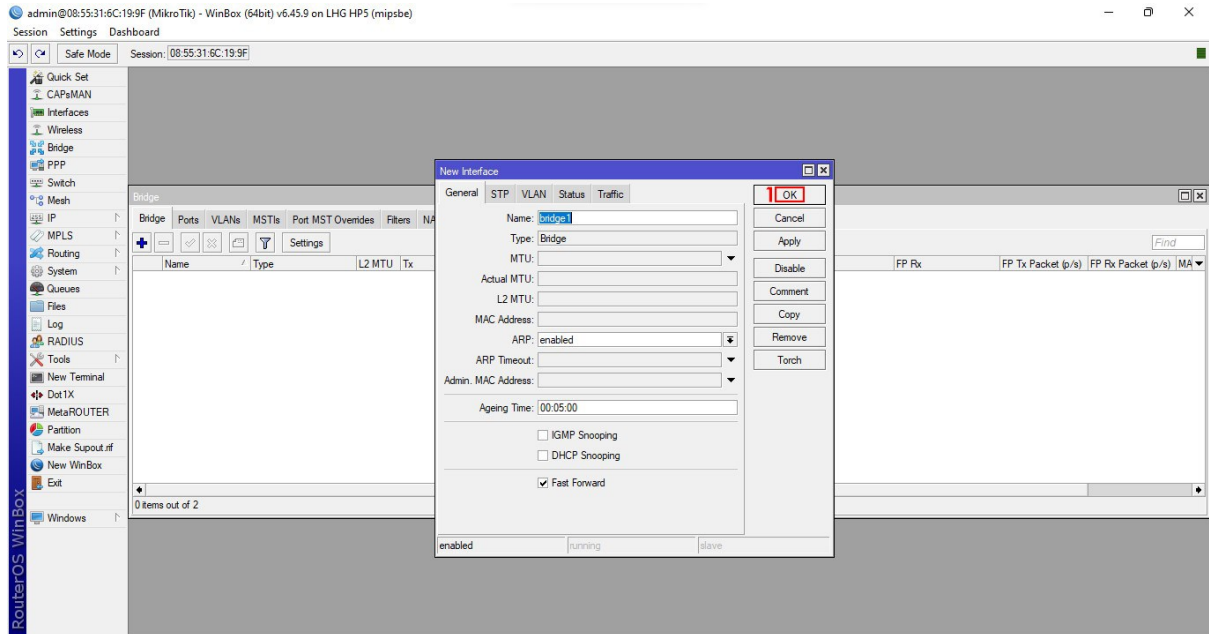 admin@08:55:31:6C:19:9F (MikroTik) - WinBox (64bit) v6.45.9 on LHG HP5 (mipsbe)
Session Settings Dashboard
Safe Mode Session: 08:55:31:6C:19:9F
Quick Set
CAPsMAN
Interfaces
Wireless
Bridge
PPP
Switch
Mesh
IP
MPLS
Routing
System
Queues
Files
Log
RADIUS
Tools
New Terminal
Dot1X
MetaROUTER
Partition
Make Supout.rif
New WinBox
Exit
Windows
RouterOS WinBox
Bridge
Bridge Ports VLANs MSTIs Port MST Overrides Filters NA
Settings
Find
Name Type L2 MTU Tx FP Rx FP Tx Packet (p/s) FP Rx Packet (p/s) MA
0 items out of 2
New Interface
General STP VLAN Status Traffic
Name: bridge1
Type: Bridge
MTU:
Actual MTU:
L2 MTU:
MAC Address:
ARP: enabled
ARP Timeout:
Admin. MAC Address:
Ageing Time: 00:05:00
IGMP Snooping
DHCP Snooping
Fast Forward
enabled running slave
1 OK
Cancel
Apply
Disable
Comment
Copy
Remove
Torch